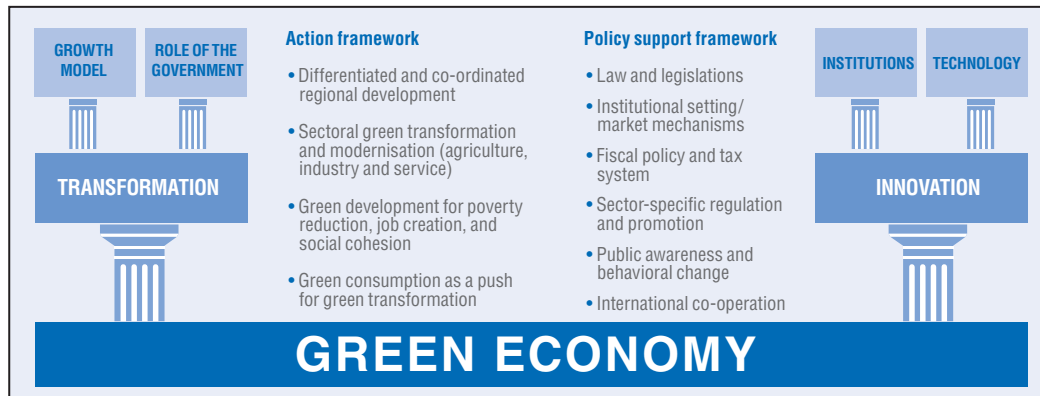 GROWTH
MODEL
ROLE OF THE
GOVERNMENT
TRANSFORMATION
Action framework
• Differentiated and co-ordinated
regional development
• Sectoral green transformation
and modernisation (agriculture,
industry and service)
• Green development for poverty
reduction, job creation, and
social cohesion
• Green consumption as a push
for green transformation
Policy support framework
• Law and legislations
• Institutional setting/
market mechanisms
• Fiscal policy and tax
system
• Sector-specific regulation
and promotion
• Public awareness and
behavioral change
• International co-operation
INSTITUTIONS
TECHNOLOGY
INNOVATION
GREEN ECONOMY